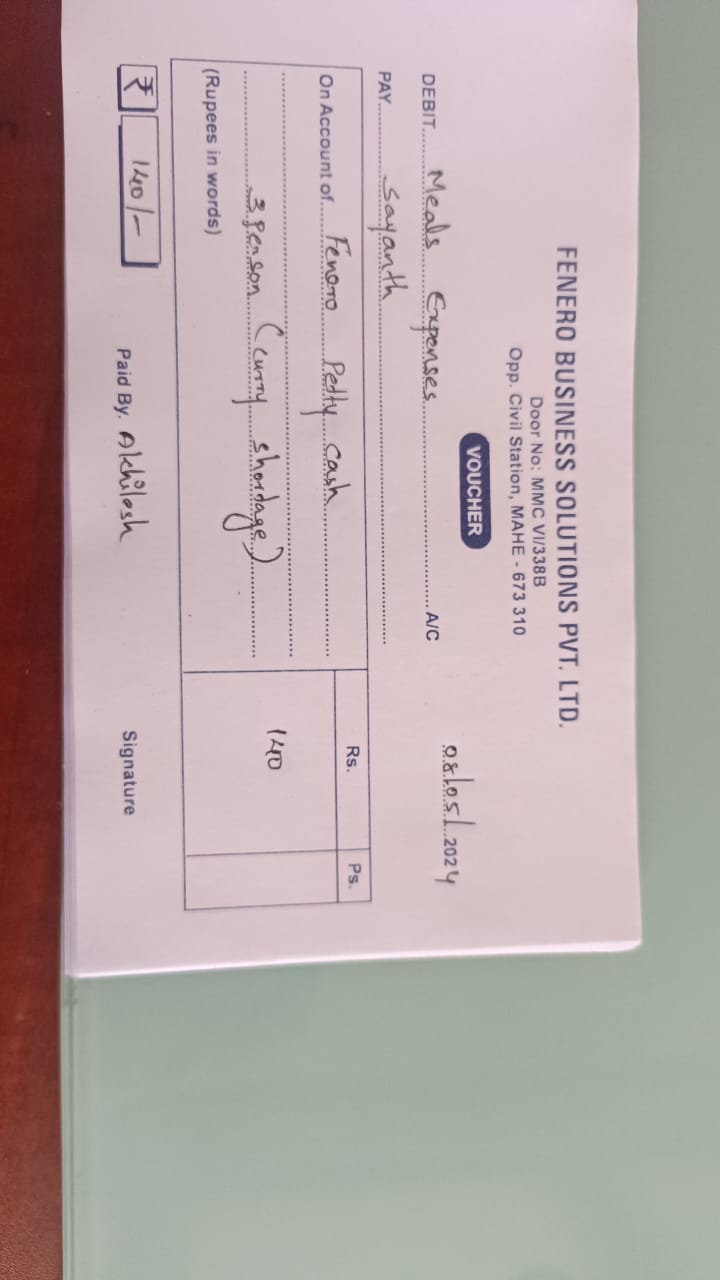 FENERO BUSINESS SOLUTIONS PVT. LTD.
Door No: MMC VI/338B
Opp. Civil Station, MAHE - 673 310
VOUCHER
08/05/2024
DEBIT Meals Expenses A/C
PAY Sayanth
Rs. Ps.
On Account of Fenero Petty cash
3 Person (curry shortage) 140
(Rupees in words)
₹ 140/- Paid By. Akhilesh Signature